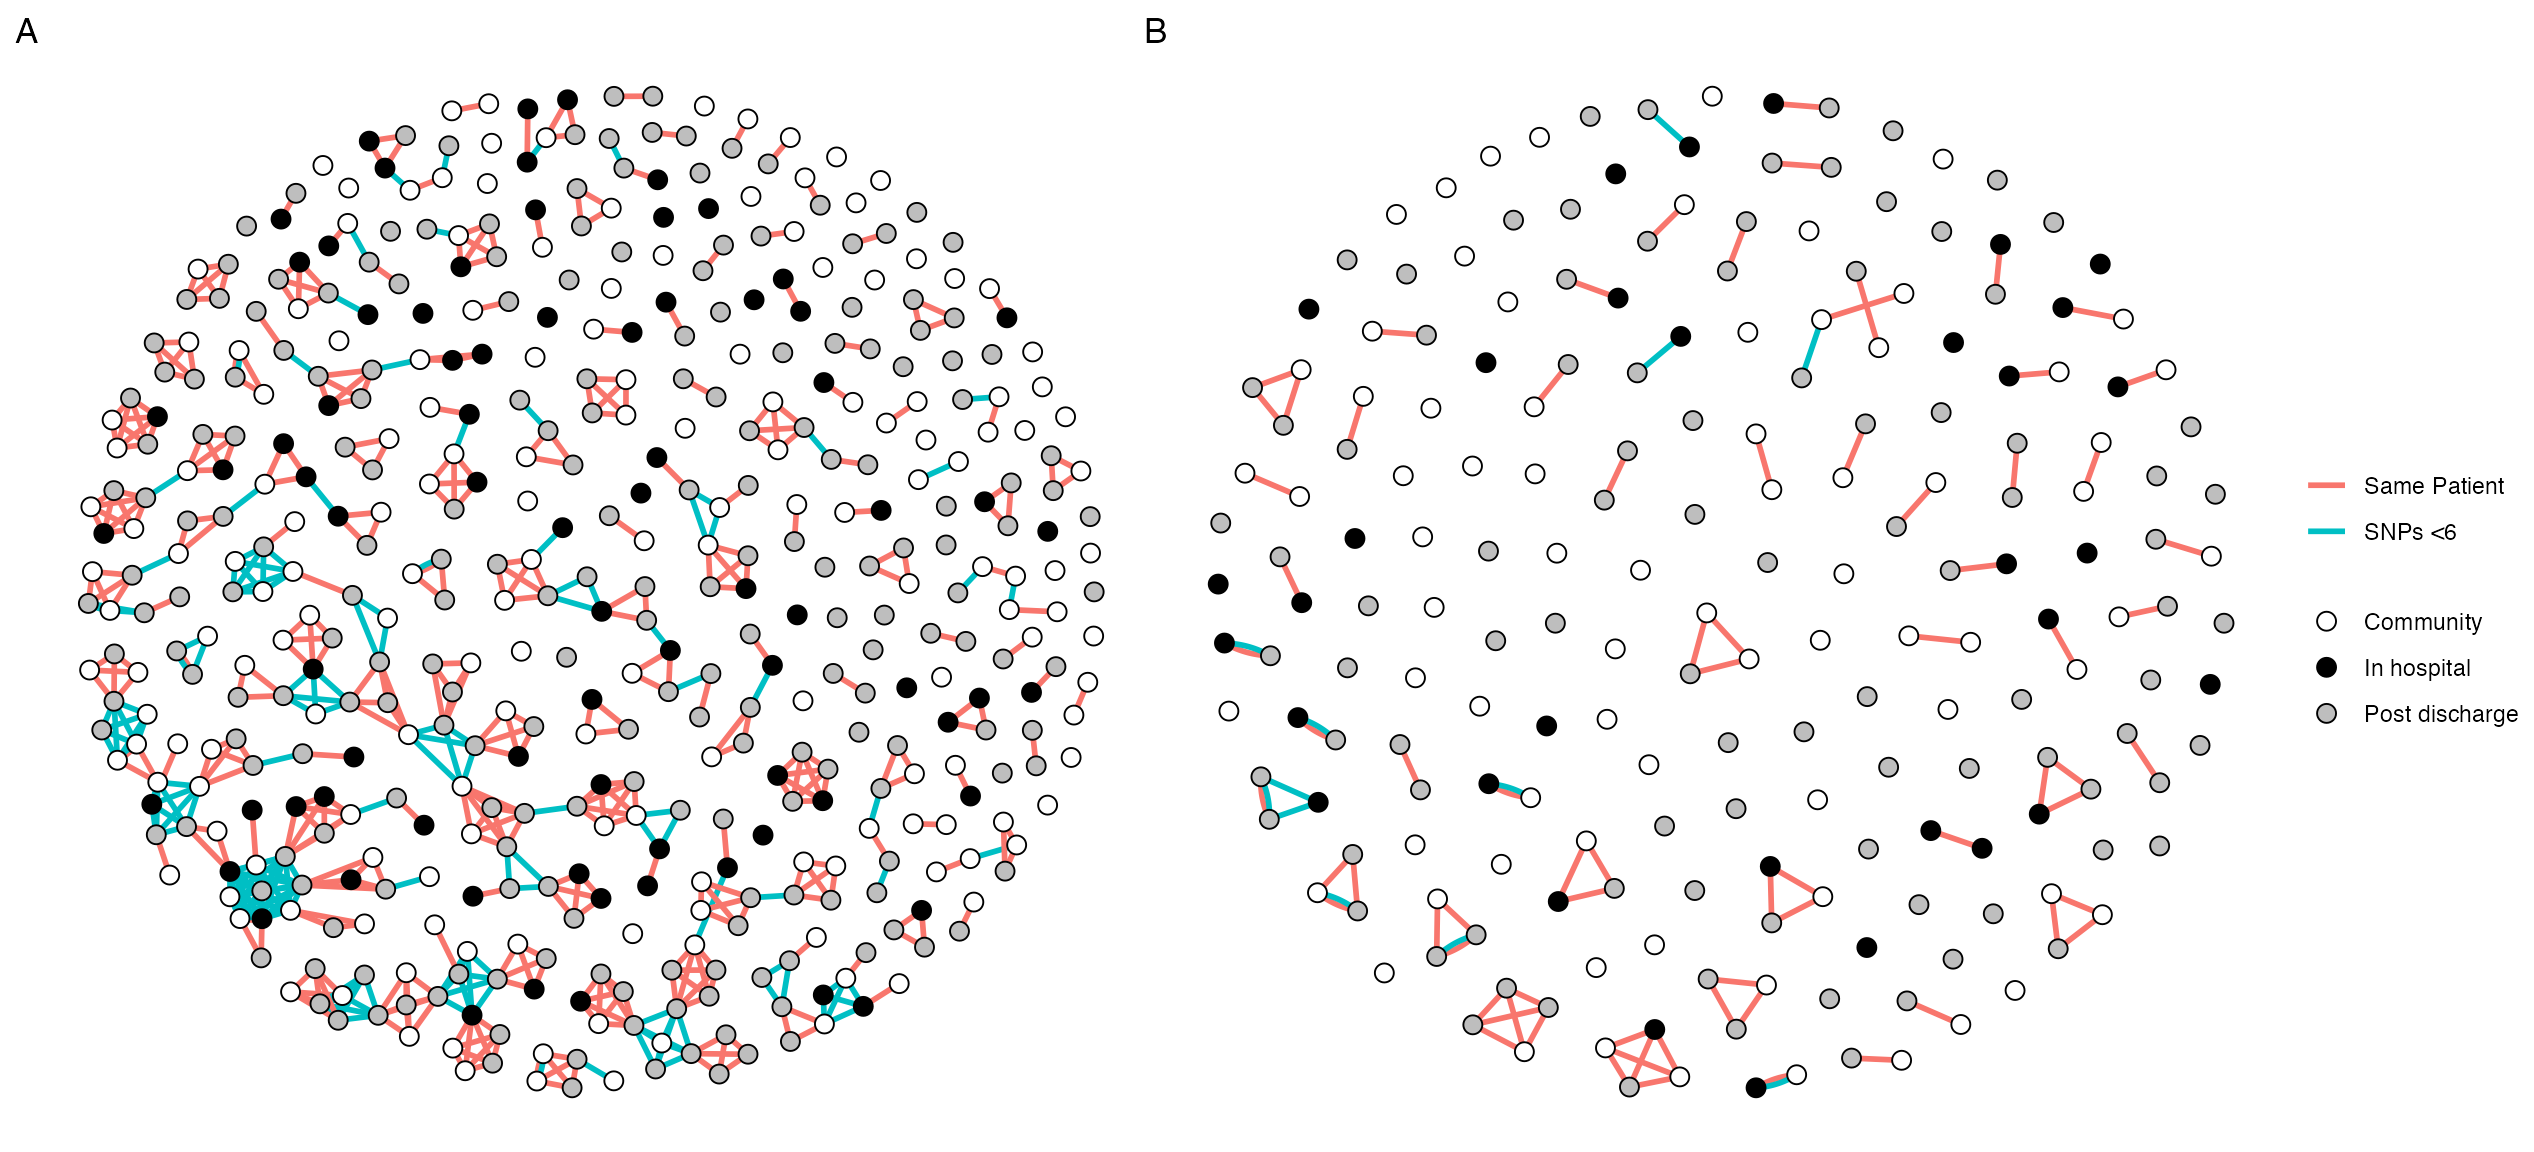 A
B
Same Patient
SNPs <6
Community
In hospital
Post discharge